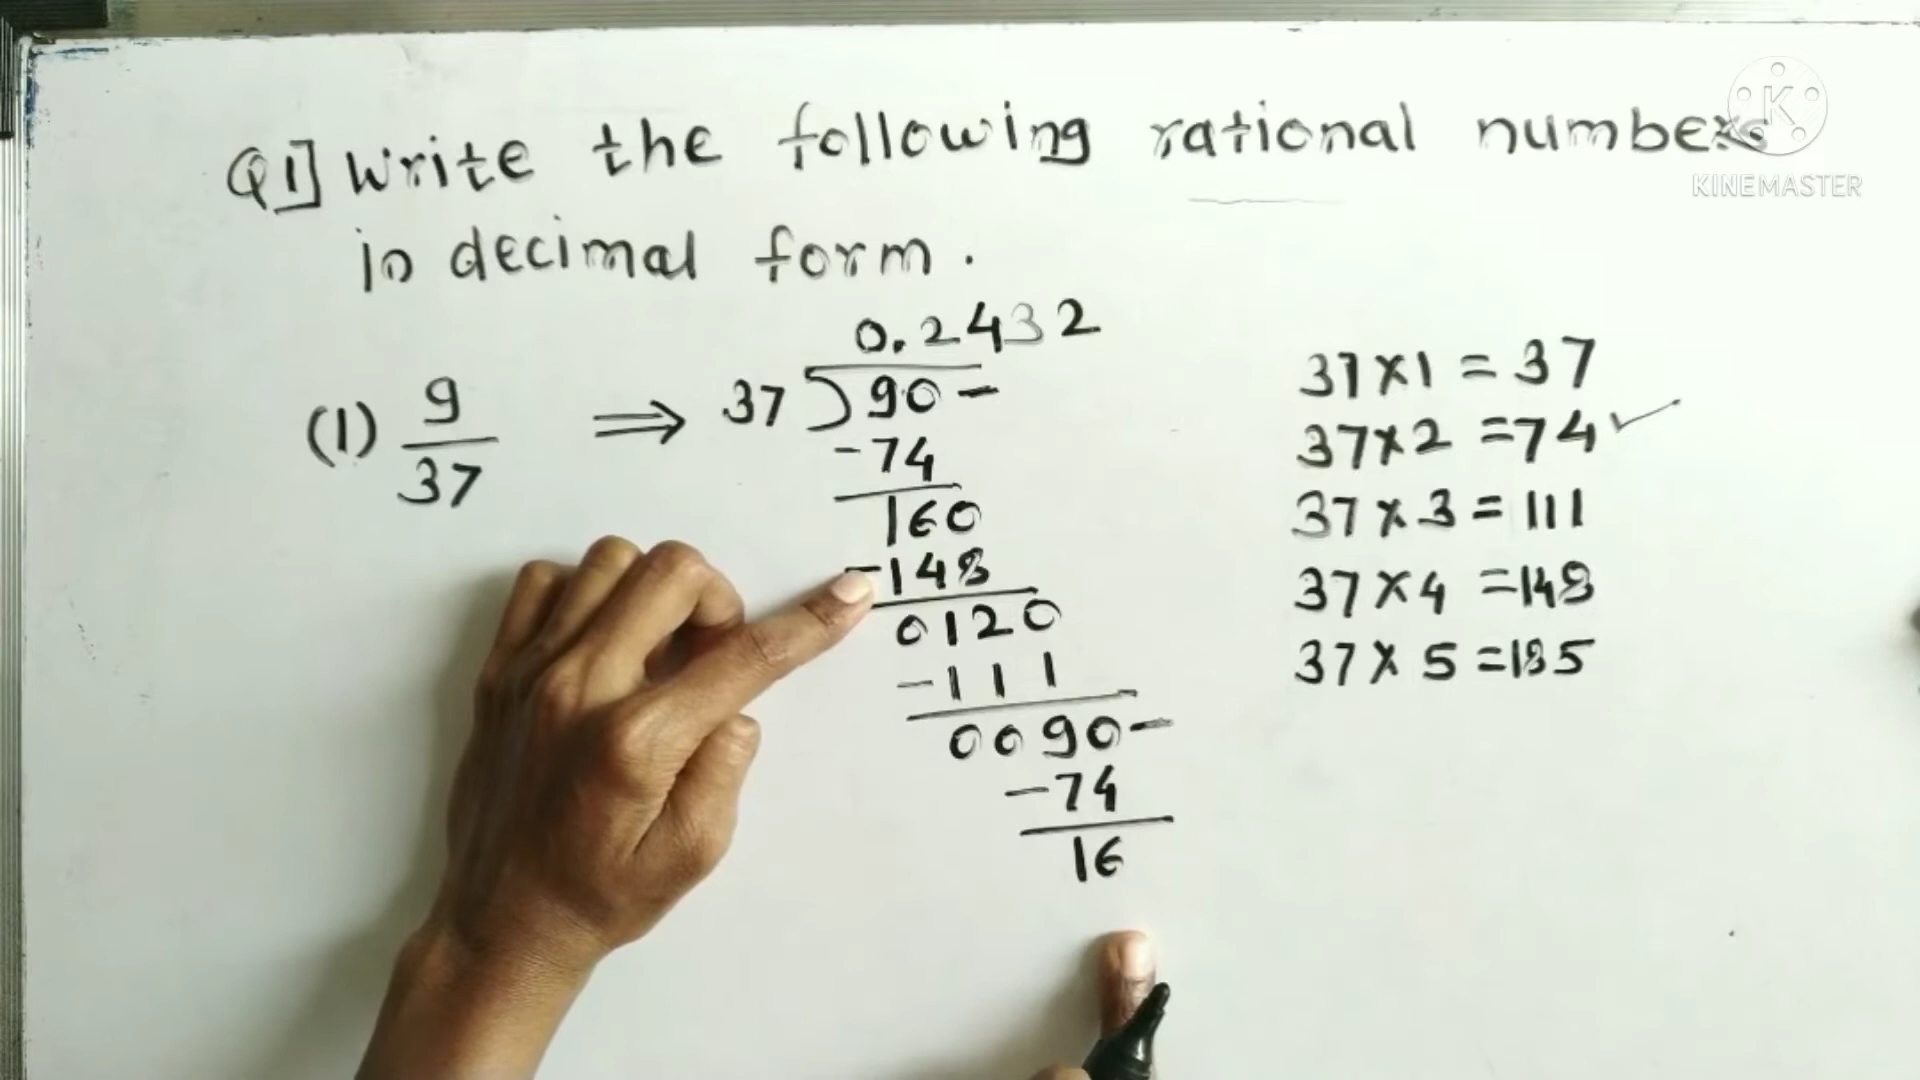 Q1] Write the following rational numbers
in decimal form.
(1) 9/37 ⇒ 37 ) 90 -
0.2432
-74
160
-148
0120
-111
0090-
-74
16
37×1 = 37
37×2 =74 ✓
37×3=111
37×4 =148
37×5=185
KINEMASTER